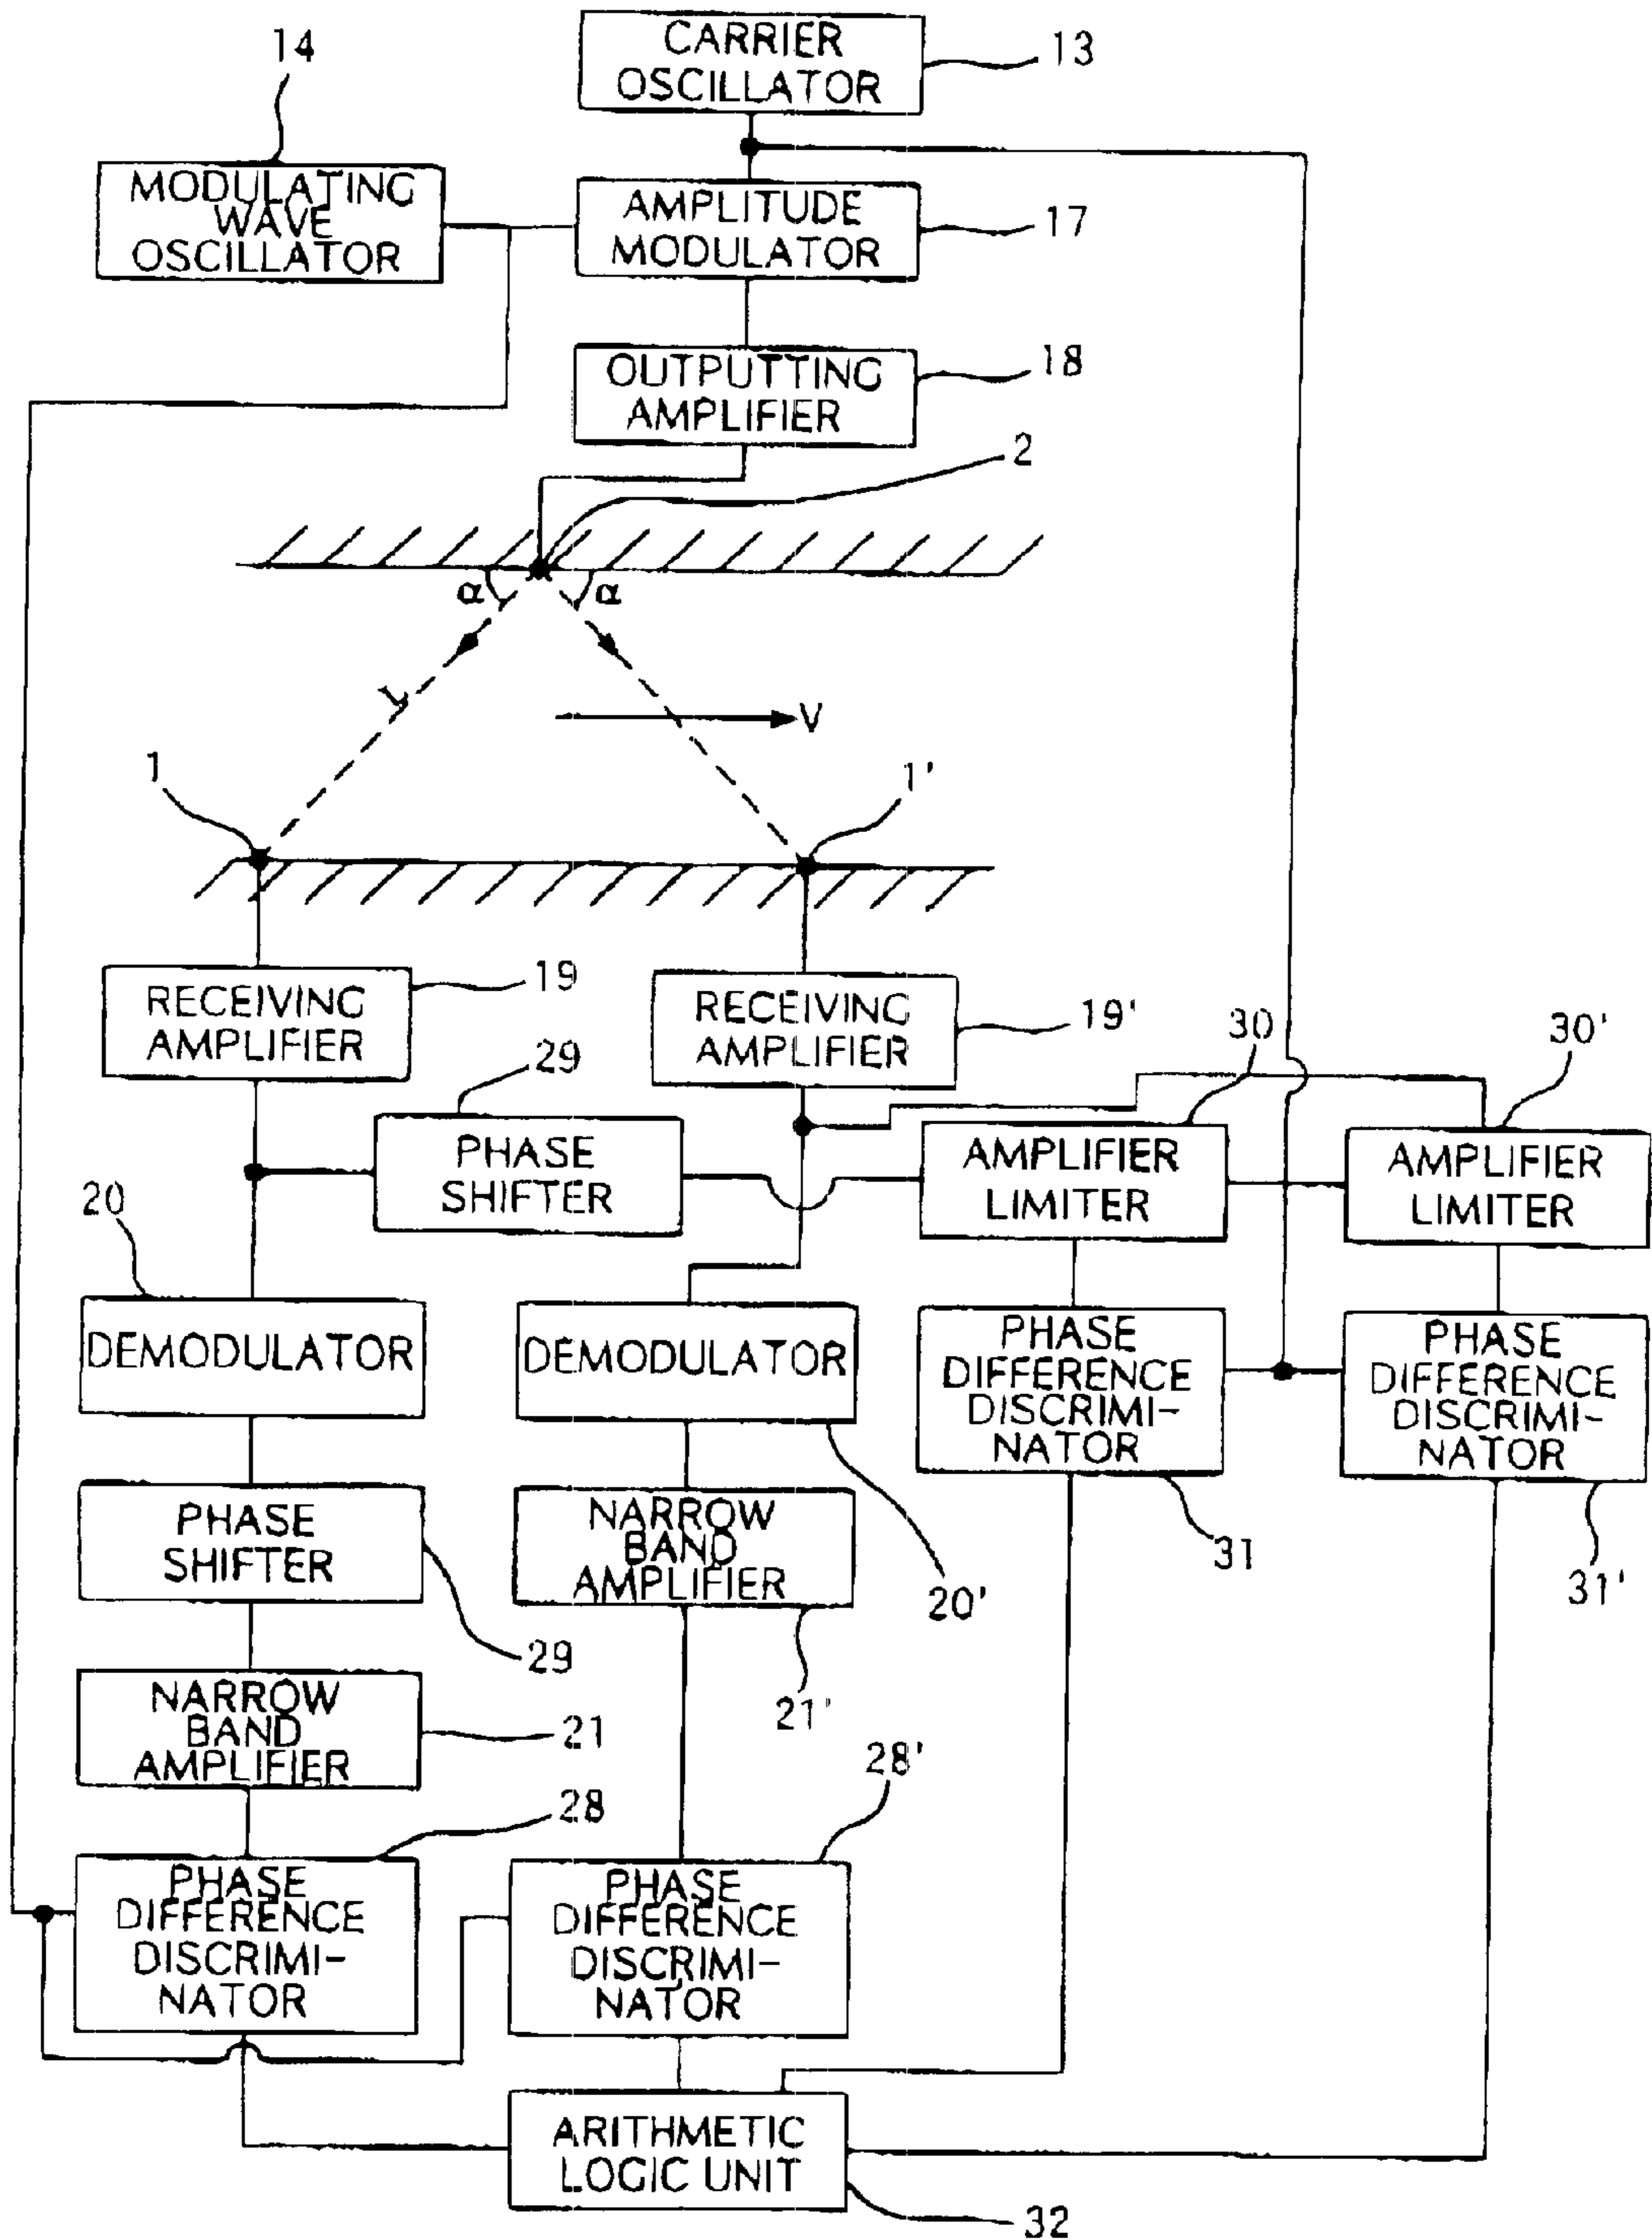 CARRIER
OSCILLATOR
13
14
MODULATING
WAVE
OSCILLATOR
AMPLITUDE
MODULATOR
17
OUTPUTTING
AMPLIFIER
18
2
α
α
L
V
1
1'
RECEIVING
AMPLIFIER
19
RECEIVING
AMPLIFIER
19'
30
30'
29
PHASE
SHIFTER
AMPLIFIER
LIMITER
AMPLIFIER
LIMITER
20
DEMODULATOR
DEMODULATOR
PHASE
DIFFERENCE
DISCRIMI-
NATOR
PHASE
DIFFERENCE
DISCRIMI-
NATOR
PHASE
SHIFTER
NARROW
BAND
AMPLIFIER
20'
31
31'
29
NARROW
BAND
AMPLIFIER
21
21'
28
28'
PHASE
DIFFERENCE
DISCRIMI-
NATOR
PHASE
DIFFERENCE
DISCRIMI-
NATOR
ARITHMETIC
LOGIC UNIT
32